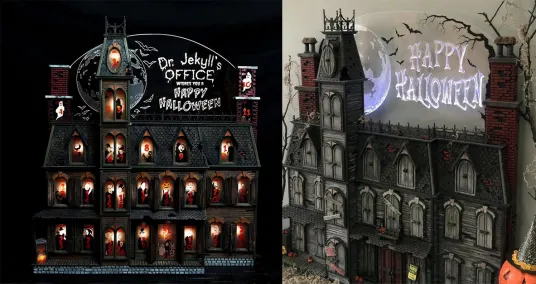 Dr. Jekyll's
OFFICE
WISHES YOU A
HAPPY
HALLOWEEN
HAPPY
HALLOWEEN